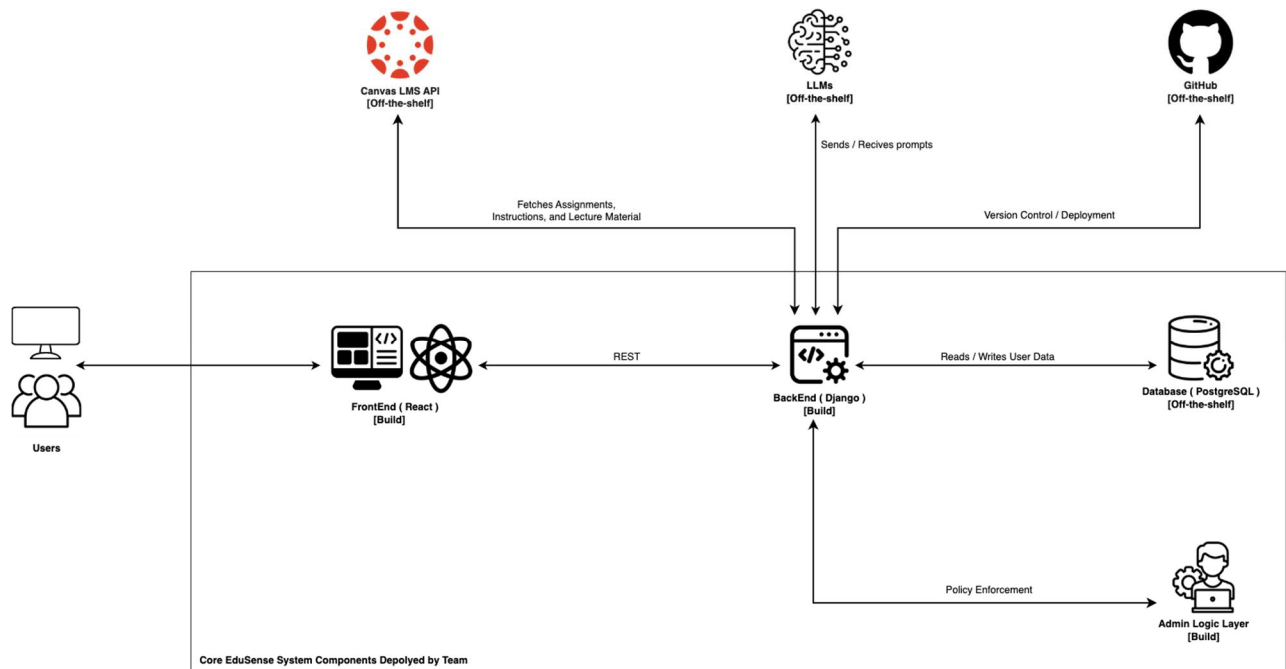 Canvas LMS API
[Off-the-shelf]
LLMs
[Off-the-shelf]
GitHub
[Off-the-shelf]
Sends / Recives prompts
Fetches Assignments,
Instructions, and Lecture Material
Version Control / Deployment
Users
FrontEnd ( React )
[Build]
REST
BackEnd ( Django )
[Build]
Reads / Writes User Data
Database ( PostgreSQL )
[Off-the-shelf]
Policy Enforcement
Admin Logic Layer
[Build]
Core EduSense System Components Depolyed by Team